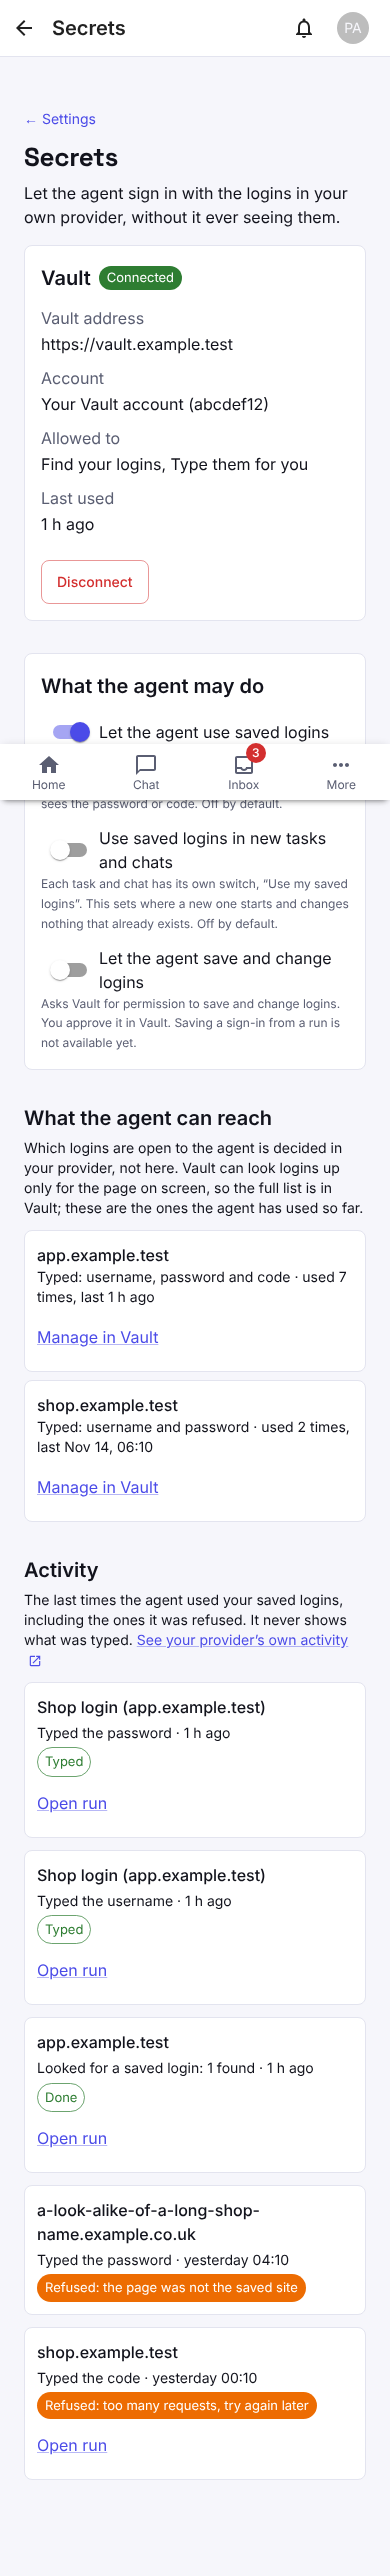 Secrets
PA
← Settings
Secrets
Let the agent sign in with the logins in your
own provider, without it ever seeing them.
Vault Connected
Vault address
https://vault.example.test
Account
Your Vault account (abcdef12)
Allowed to
Find your logins, Type them for you
Last used
1 h ago
Disconnect
What the agent may do
Let the agent use saved logins
3
Home Chat Inbox More
sees the password or code. Off by default.
Use saved logins in new tasks
and chats
Each task and chat has its own switch, “Use my saved
logins”. This sets where a new one starts and changes
nothing that already exists. Off by default.
Let the agent save and change
logins
Asks Vault for permission to save and change logins.
You approve it in Vault. Saving a sign-in from a run is
not available yet.
What the agent can reach
Which logins are open to the agent is decided in
your provider, not here. Vault can look logins up
only for the page on screen, so the full list is in
Vault; these are the ones the agent has used so far.
app.example.test
Typed: username, password and code · used 7
times, last 1 h ago
Manage in Vault
shop.example.test
Typed: username and password · used 2 times,
last Nov 14, 06:10
Manage in Vault
Activity
The last times the agent used your saved logins,
including the ones it was refused. It never shows
what was typed. See your provider’s own activity
Shop login (app.example.test)
Typed the password · 1 h ago
Typed
Open run
Shop login (app.example.test)
Typed the username · 1 h ago
Typed
Open run
app.example.test
Looked for a saved login: 1 found · 1 h ago
Done
Open run
a-look-alike-of-a-long-shop-
name.example.co.uk
Typed the password · yesterday 04:10
Refused: the page was not the saved site
shop.example.test
Typed the code · yesterday 00:10
Refused: too many requests, try again later
Open run